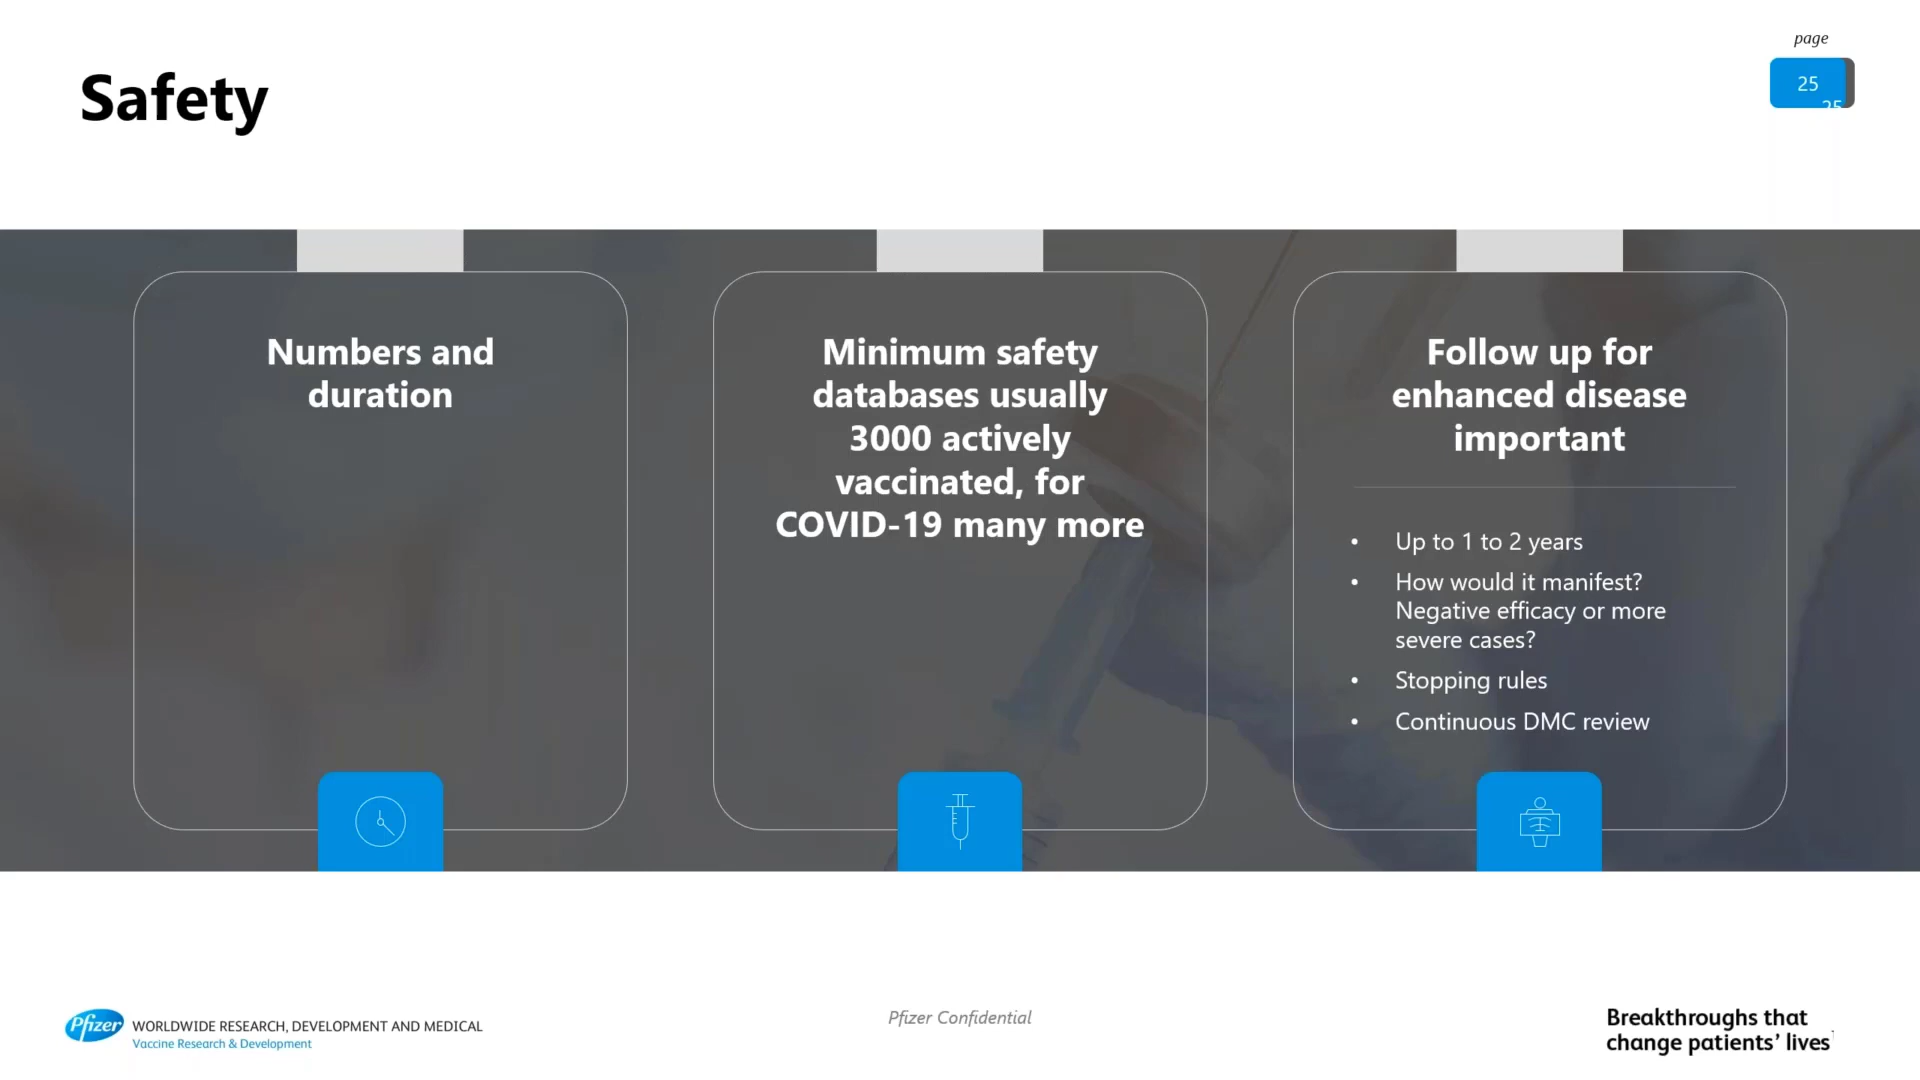 page
Safety
25
25
Numbers and
duration
Minimum safety
databases usually
3000 actively
vaccinated, for
COVID-19 many more
Follow up for
enhanced disease
important
• Up to 1 to 2 years
• How would it manifest?
Negative efficacy or more
severe cases?
• Stopping rules
• Continuous DMC review
Pfizer
WORLDWIDE RESEARCH, DEVELOPMENT AND MEDICAL
Vaccine Research & Development
Pfizer Confidential
Breakthroughs that
change patients’ lives